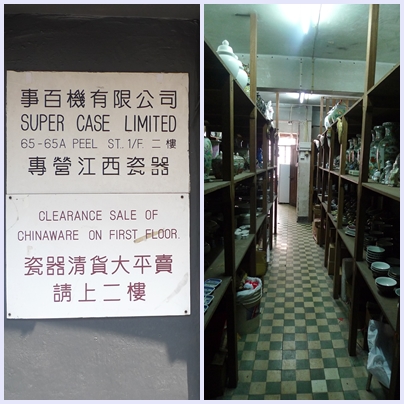 事百機有限公司
SUPER CASE LIMITED
65-65A PEEL ST., 1/F. 二樓
專營江西瓷器
CLEARANCE SALE OF
CHINAWARE ON FIRST FLOOR.
瓷器清貨大平賣
請上二樓